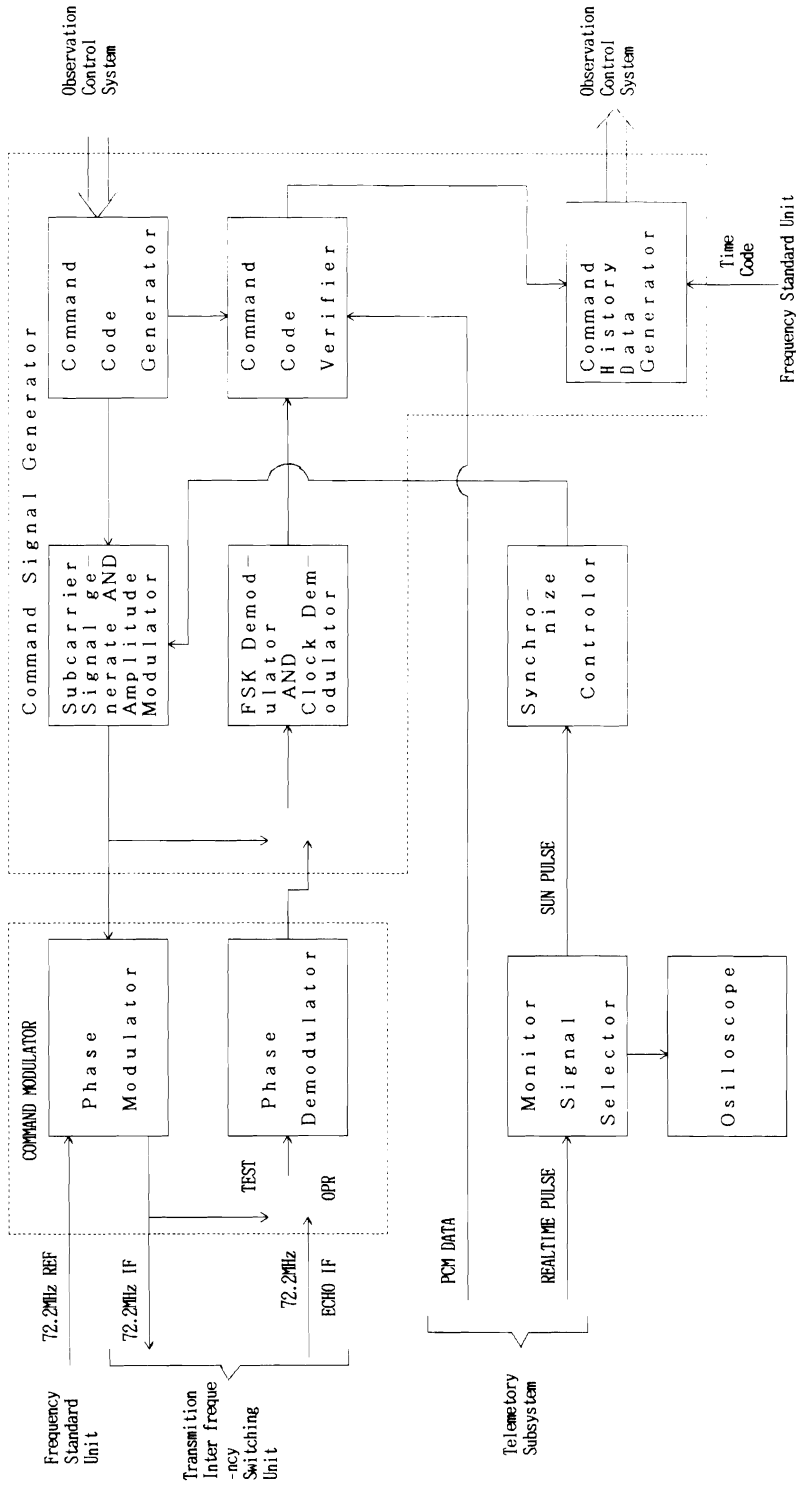 Frequency
Standard
Unit
72.2MHz REF
72.2MHz IF
Transmition
Inter freque
-ncy
Switching
Unit
72.2MHz
ECHO IF
COMMAND MODULATOR
Phase
Modulator
TEST
OPR
Phase
Demodulator
Command Signal Generator
Subcarrier
Signal ge-
nerate AND
Amplitude
Modulator
FSK Demod-
ulator
AND
Clock Dem-
odulator
Command
Code
Generator
Command
Code
Verifier
Observation
Control
System
Telemetory
Subsystem
PCM DATA
REALTIME PULSE
Monitor
Signal
Selector
Osiloscope
SUN PULSE
Synchro-
nize
Controlor
Command
History
Data
Generator
Observation
Control
System
Time
Code
Frequency Standard Unit